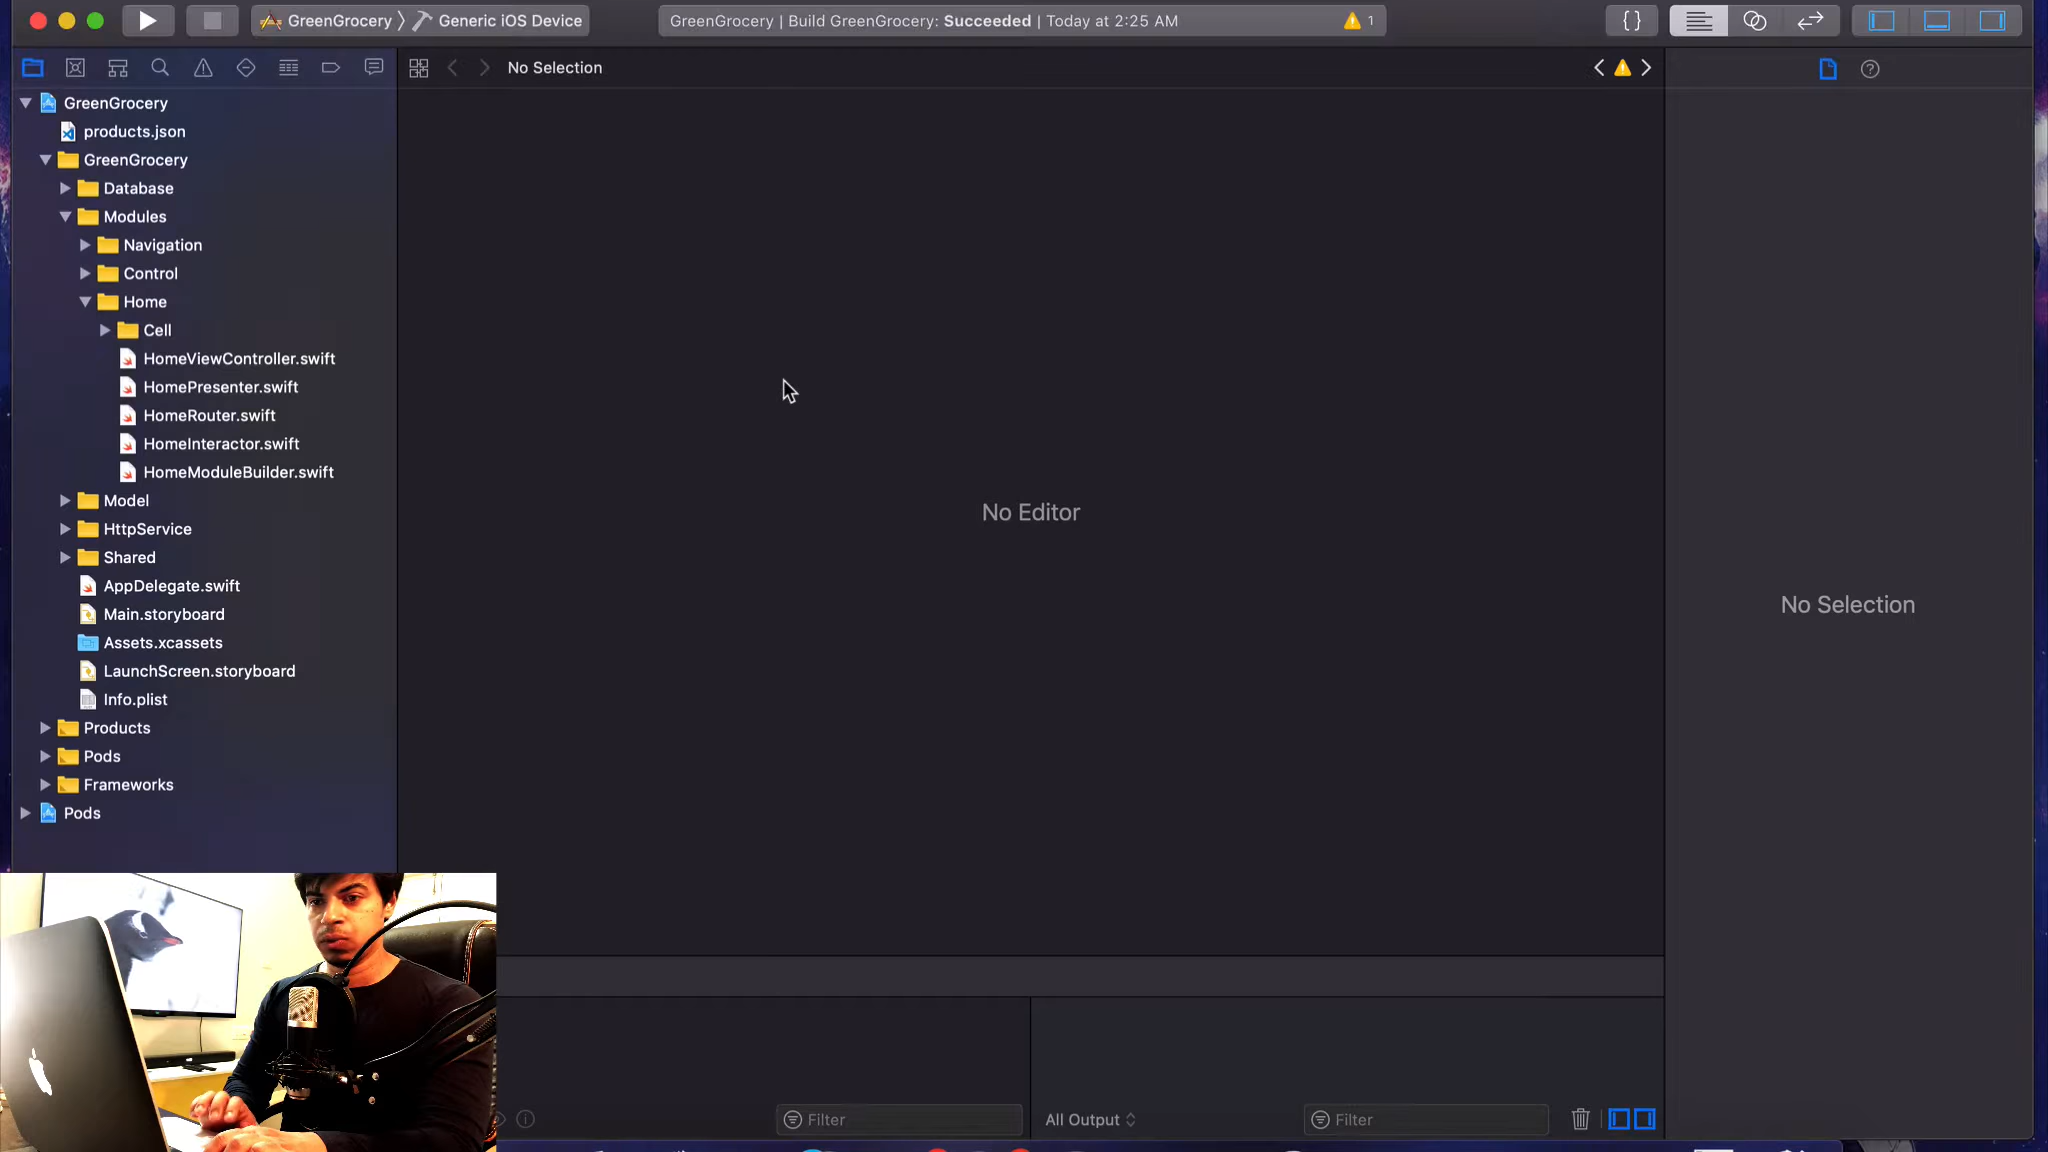 GreenGrocery 〉 Generic iOS Device
GreenGrocery | Build GreenGrocery: Succeeded | Today at 2:25 AM
1
{}
No Selection
GreenGrocery
products.json
GreenGrocery
Database
Modules
Navigation
Control
Home
Cell
HomeViewController.swift
HomePresenter.swift
HomeRouter.swift
HomeInteractor.swift
HomeModuleBuilder.swift
Model
HttpService
Shared
AppDelegate.swift
Main.storyboard
Assets.xcassets
LaunchScreen.storyboard
Info.plist
Products
Pods
Frameworks
Pods
No Editor
No Selection
Filter
All Output
Filter